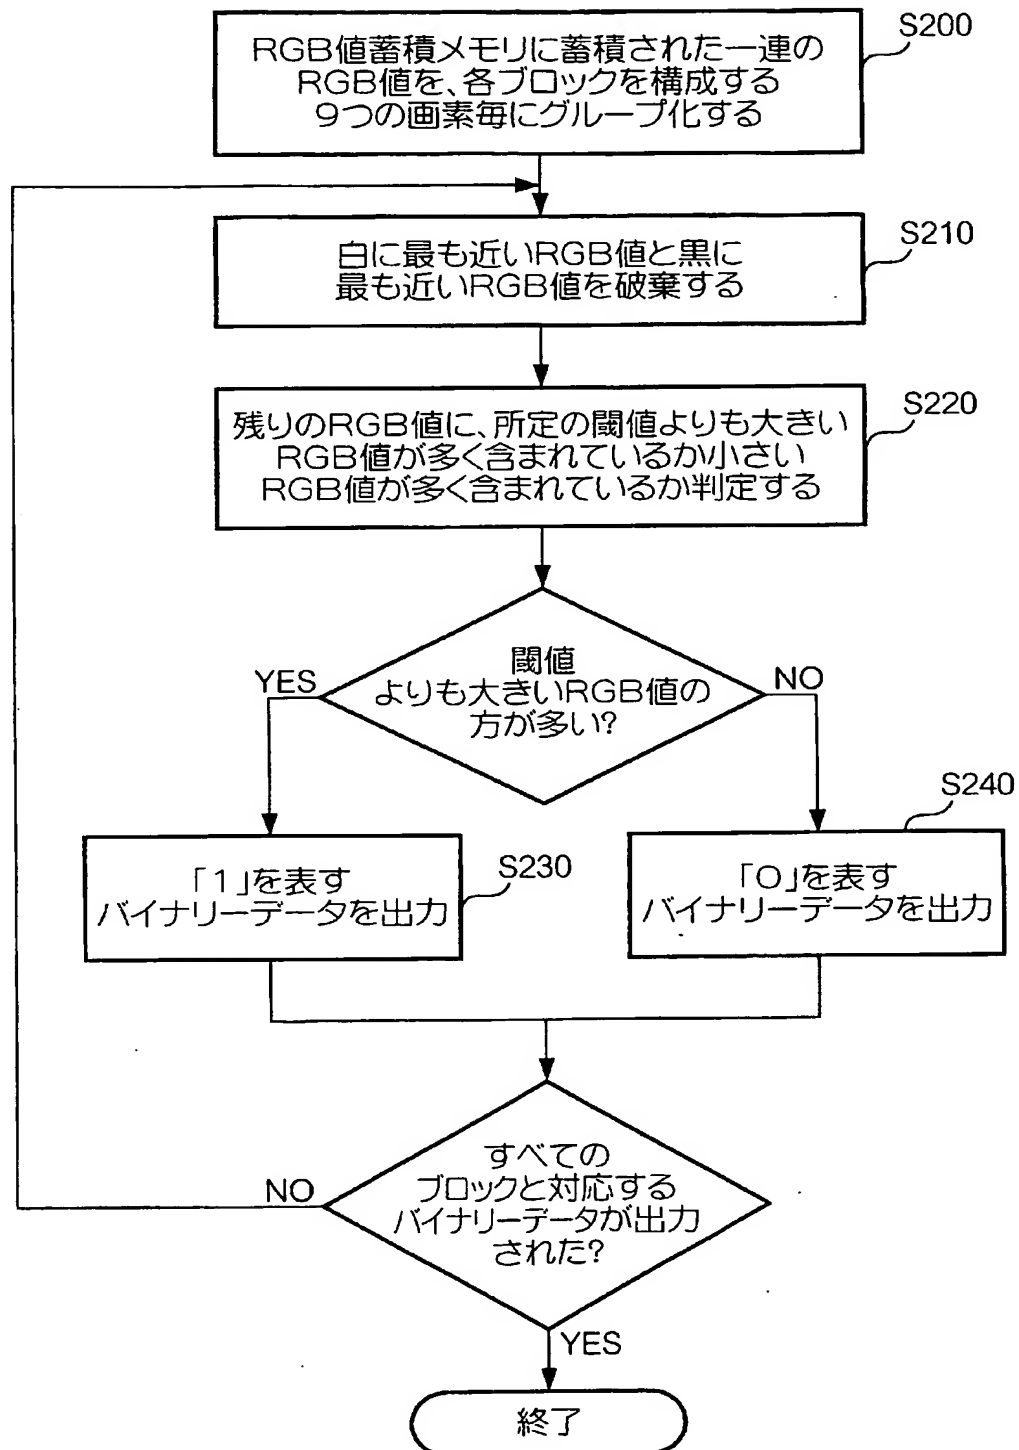 RGB値蓄積メモリに蓄積された一連の
RGB値を、各ブロックを構成する
9つの画素毎にグループ化する
S200
白に最も近いRGB値と黒に
最も近いRGB値を破棄する
S210
残りのRGB値に、所定の閾値よりも大きい
RGB値が多く含まれているか小さい
RGB値が多く含まれているか判定する
S220
閾値
よりも大きいRGB値の
方が多い?
YES
NO
「1」を表す
バイナリーデータを出力
S230
「0」を表す
バイナリーデータを出力
S240
すべての
ブロックと対応する
バイナリーデータが出力
された?
NO
YES
終了